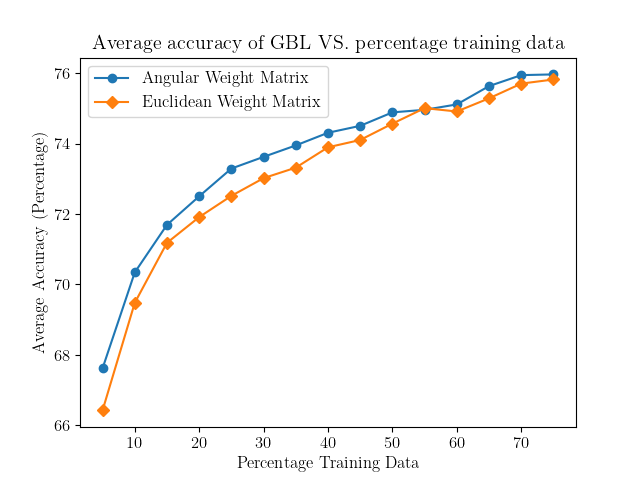 Average accuracy of GBL VS. percentage training data
Angular Weight Matrix
Euclidean Weight Matrix
Average Accuracy (Percentage)
76
74
72
70
68
66
10 20 30 40 50 60 70
Percentage Training Data